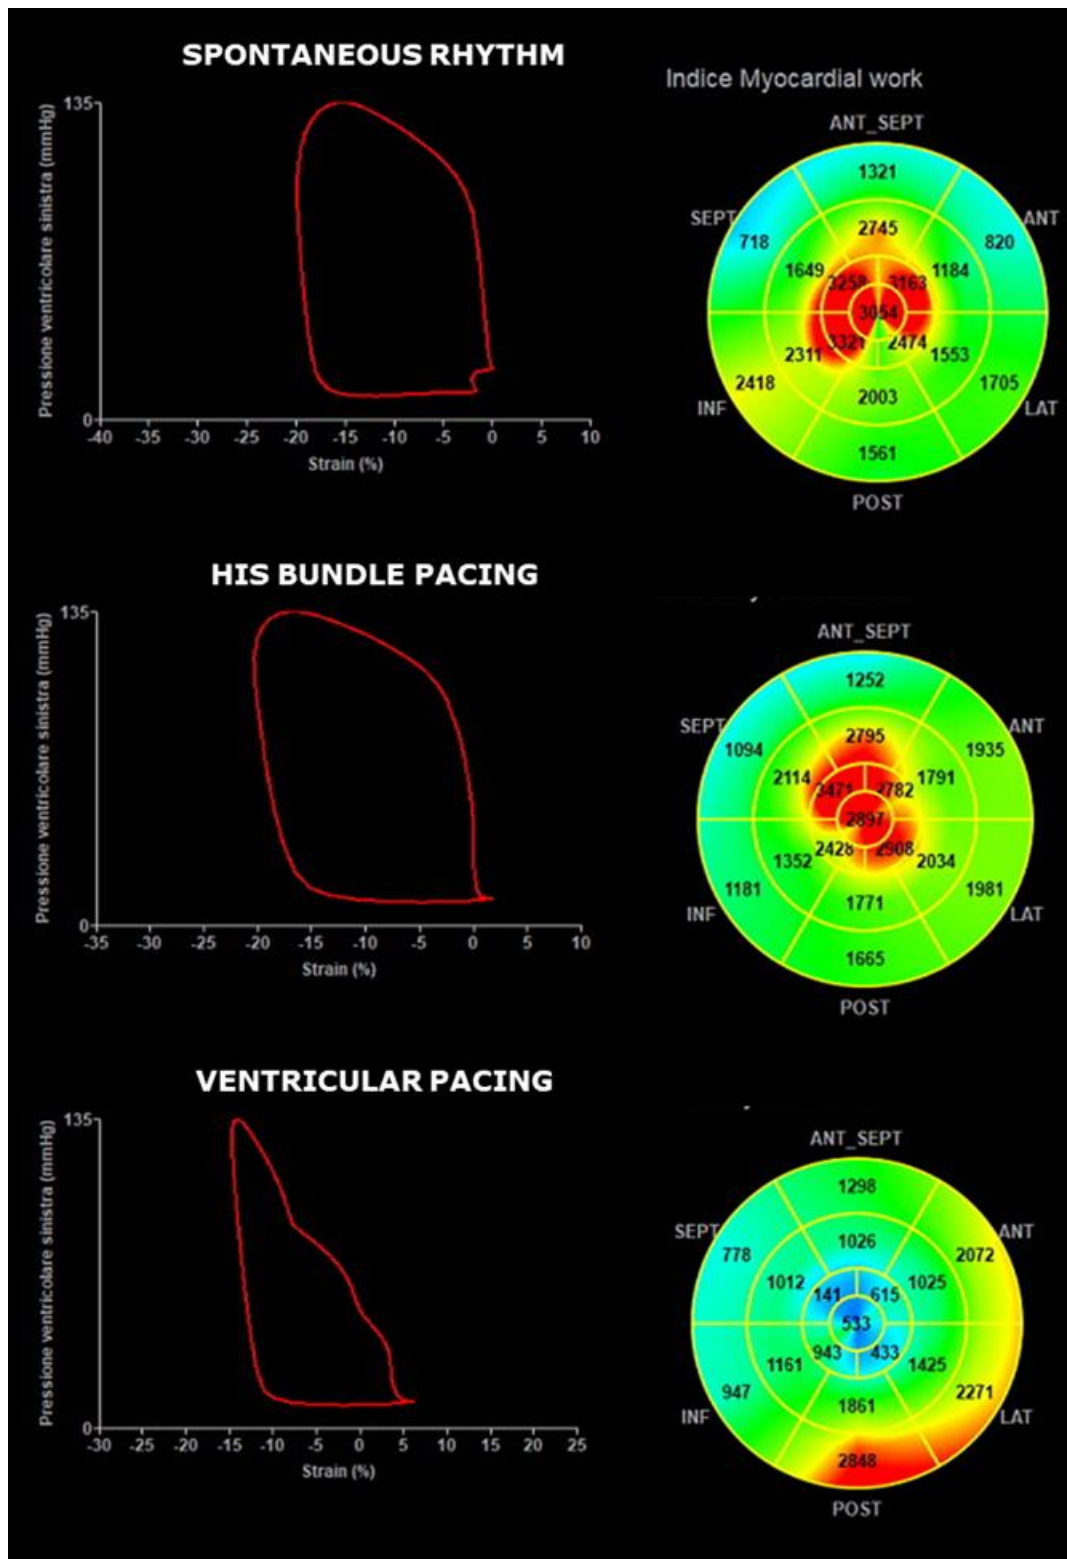 SPONTANEOUS RHYTHM
Indice Myocardial work
Pressione ventricolare sinistra (mmHg)
135
0
-40 -35 -30 -25 -20 -15 -10 -5 0 5 10
Strain (%)
ANT_SEPT
1321
SEPT ANT
718 2745 820
1649 3258 3163 1184
3054
2311 3321 2474 1553
2418 2003 1705
INF LAT
1561
POST
HIS BUNDLE PACING
Pressione ventricolare sinistra (mmHg)
135
0
-35 -30 -25 -20 -15 -10 -5 0 5 10
Strain (%)
ANT_SEPT
1252
SEPT ANT
1094 2795 1935
2114 3471 2782 1791
2897
1352 2428 2908 2034
1181 1771 1981
INF LAT
1665
POST
VENTRICULAR PACING
Pressione ventricolare sinistra (mmHg)
135
0
-30 -25 -20 -15 -10 -5 0 5 10 15 20 25
Strain (%)
ANT_SEPT
1298
SEPT ANT
778 1026 2072
1012 141 615 1025
533
1161 943 433 1425
947 1861 2271
INF LAT
2848
POST